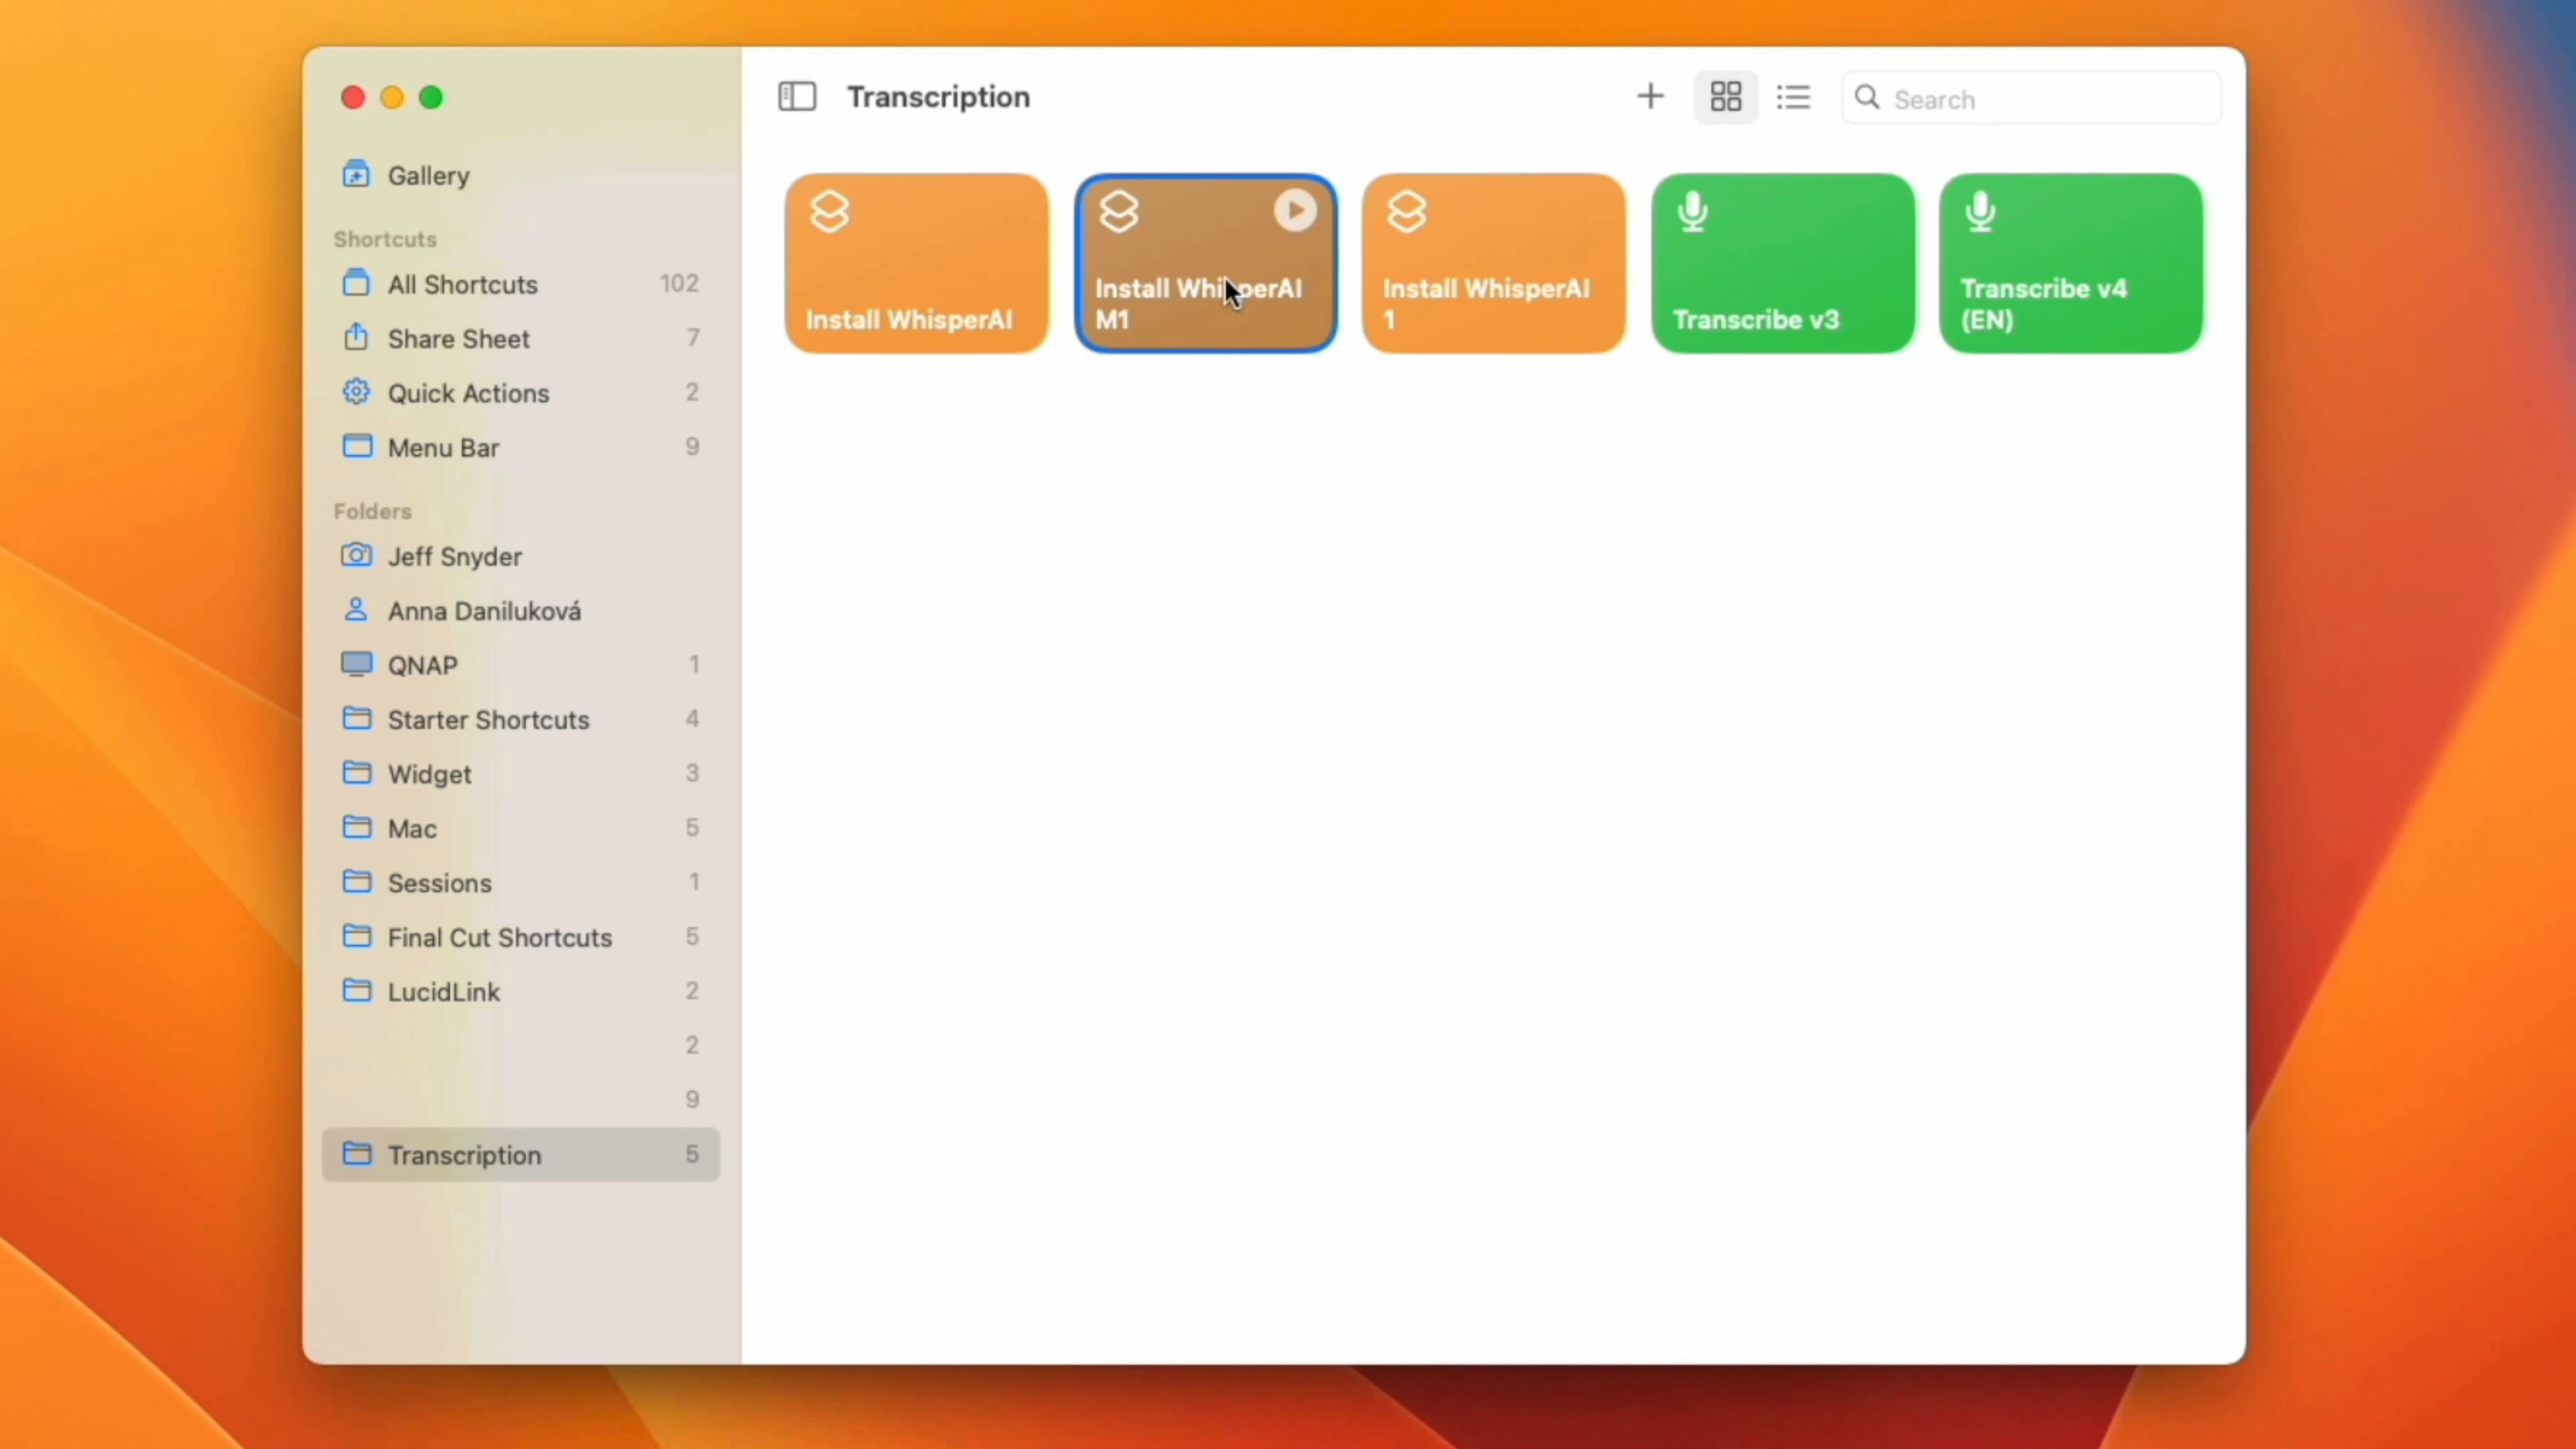 Transcription
Search
Gallery
Shortcuts
All Shortcuts 102
Share Sheet 7
Quick Actions 2
Menu Bar 9
Folders
Jeff Snyder
Anna Daniluková
QNAP 1
Starter Shortcuts 4
Widget 3
Mac 5
Sessions 1
Final Cut Shortcuts 5
LucidLink 2
2
9
Transcription 5
Install WhisperAI
Install WhisperAI
M1
Install WhisperAI
1
Transcribe v3
Transcribe v4
(EN)